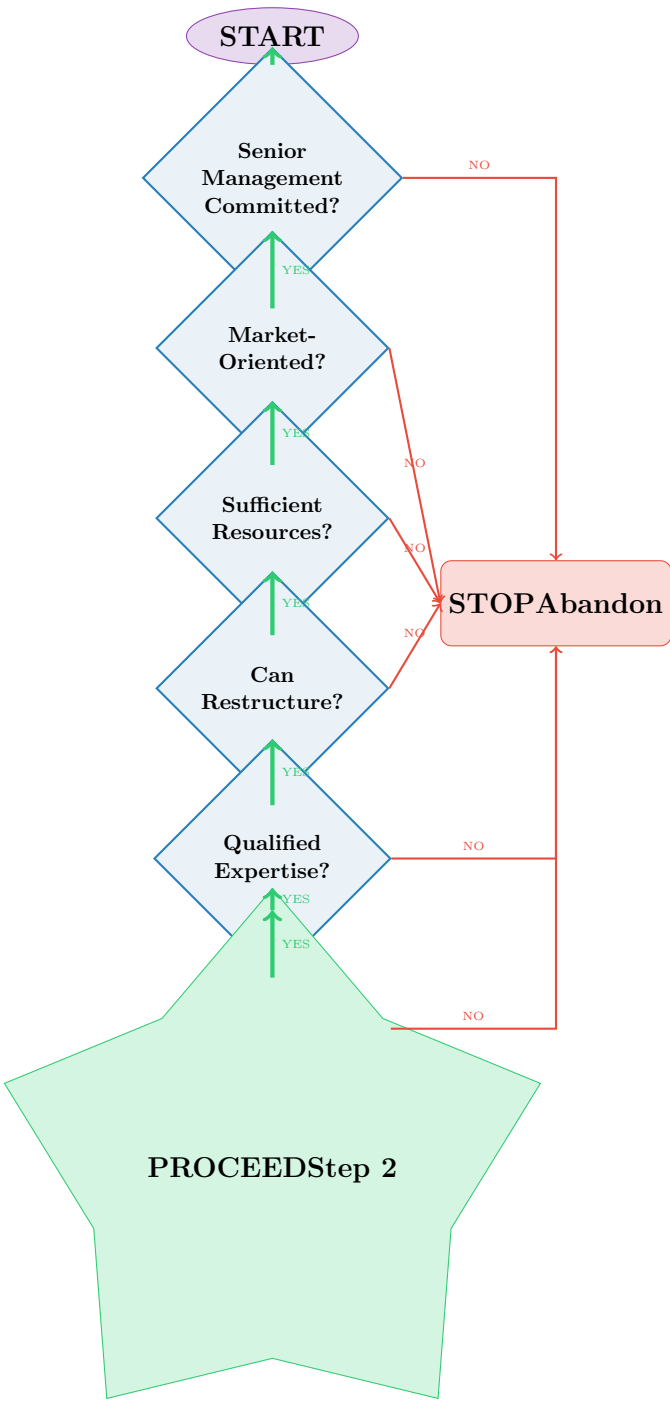 START
Senior
Management
Committed?
NO
YES
Market-
Oriented?
YES
NO
Sufficient
Resources?
NO
YES
STOPAbandon
NO
Can
Restructure?
YES
Qualified
Expertise?
NO
YES
YES
NO
PROCEEDStep 2